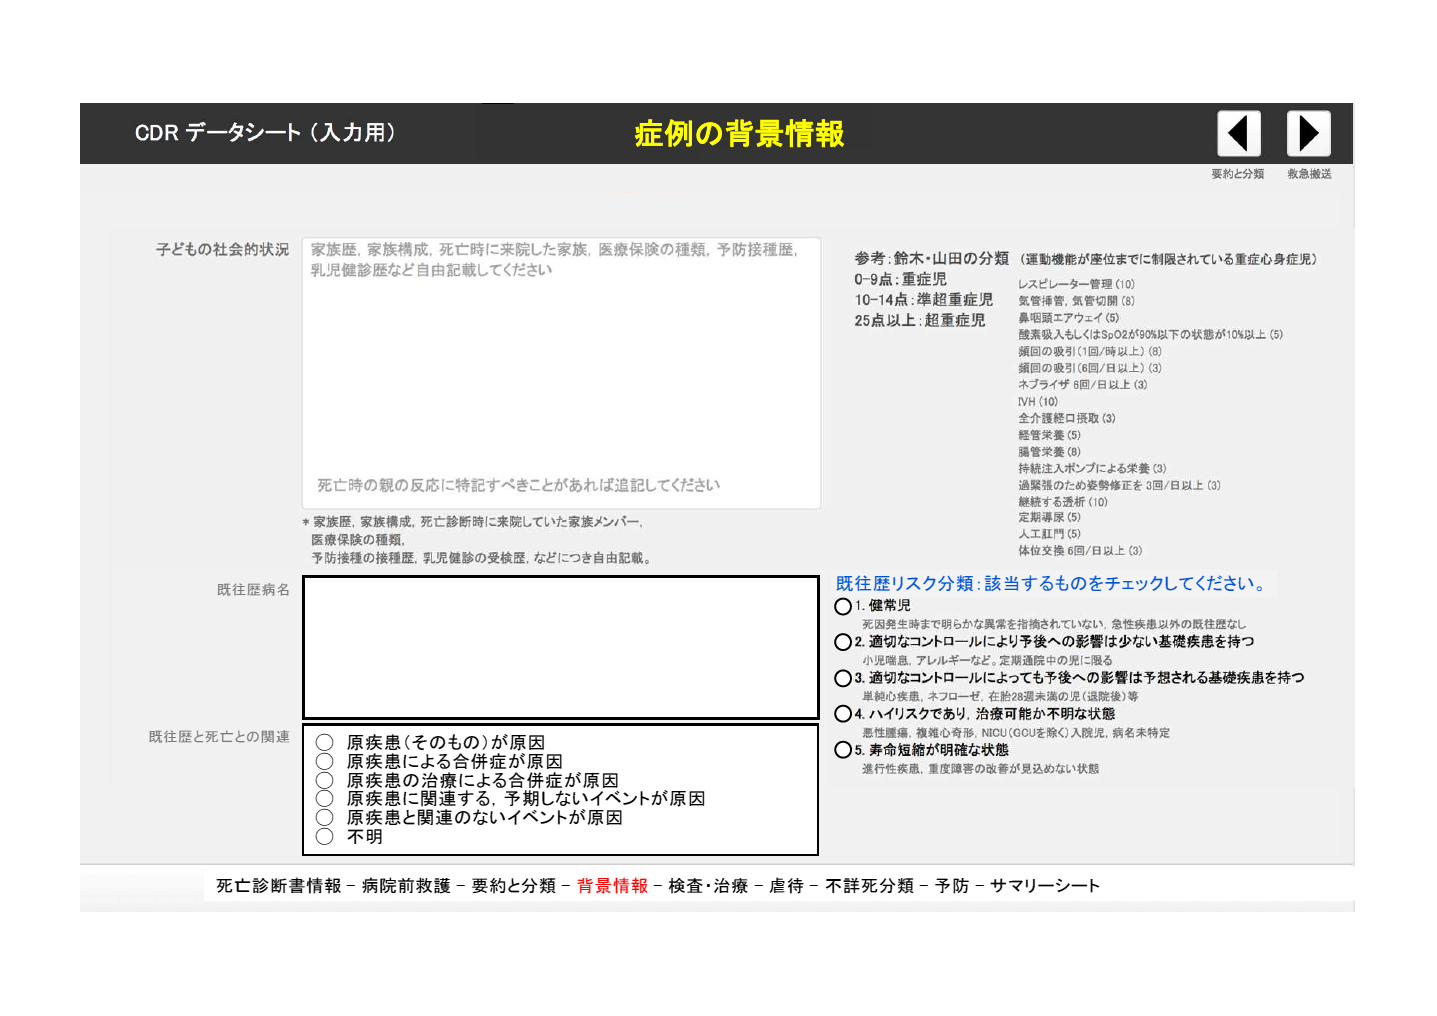 CDR データシート（入力用）
症例の背景情報
要約と分類
救急搬送
子どもの社会的状況
家族歴，家族構成，死亡時に来院した家族，医療保険の種類，予防接種歴，
乳児健診歴など自由記載してください
死亡時の親の反応に特記すべきことがあれば追記してください
* 家族歴，家族構成，死亡診断時に来院していた家族メンバー，
医療保険の種類，
予防接種の接種歴，乳児健診の受検歴，などにつき自由記載。
参考：鈴木・山田の分類 （運動機能が座位までに制限されている重症心身症児）
0-9点：重症児
10-14点：準超重症児
25点以上：超重症児
レスピレーター管理（10）
気管挿管，気管切開（8）
鼻咽頭エアウェイ（5）
酸素吸入もしくはSpO2が90%以下の状態が10%以上（5）
頻回の吸引（1回/時以上）（8）
頻回の吸引（6回/日以上）（3）
ネブライザ 6回/日以上（3）
IVH（10）
全介護経口摂取（3）
経管栄養（5）
腸管栄養（8）
持続注入ポンプによる栄養（3）
過緊張のため姿勢修正を 3回/日以上（3）
継続する透析（10）
定期導尿（5）
人工肛門（5）
体位交換 6回/日以上（3）
既往歴病名
既往歴リスク分類：該当するものをチェックしてください。
1. 健常児
死因発生時まで明らかな異常を指摘されていない，急性疾患以外の既往歴なし
2. 適切なコントロールにより予後への影響は少ない基礎疾患を持つ
小児喘息，アレルギーなど。定期通院中の児に限る
3. 適切なコントロールによっても予後への影響は予想される基礎疾患を持つ
単純心疾患，ネフローゼ，在胎28週未満の児（退院後）等
4. ハイリスクであり，治療可能か不明な状態
悪性腫瘍，複雑心奇形，NICU（GCUを除く）入院児，病名未特定
5. 寿命短縮が明確な状態
進行性疾患，重度障害の改善が見込めない状態
既往歴と死亡との関連
原疾患（そのもの）が原因
原疾患による合併症が原因
原疾患の治療による合併症が原因
原疾患に関連する，予期しないイベントが原因
原疾患と関連のないイベントが原因
不明
死亡診断書情報 – 病院前救護 – 要約と分類 – 背景情報 – 検査・治療 – 虐待 – 不詳死分類 – 予防 – サマリーシート